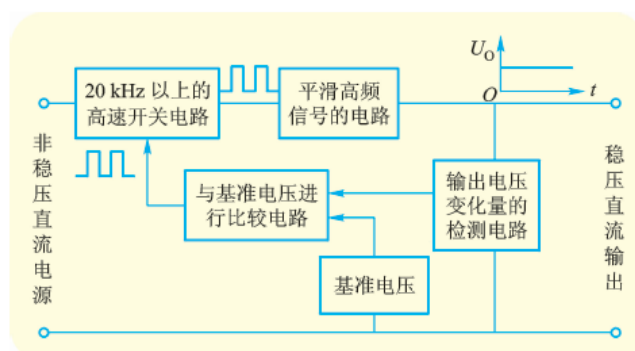 U_O
20 kHz 以上的
高速开关电路
平滑高频
信号的电路
O
t
非稳压直流电源
与基准电压进
行比较电路
输出电压
变化量的
检测电路
稳压直流输出
基准电压